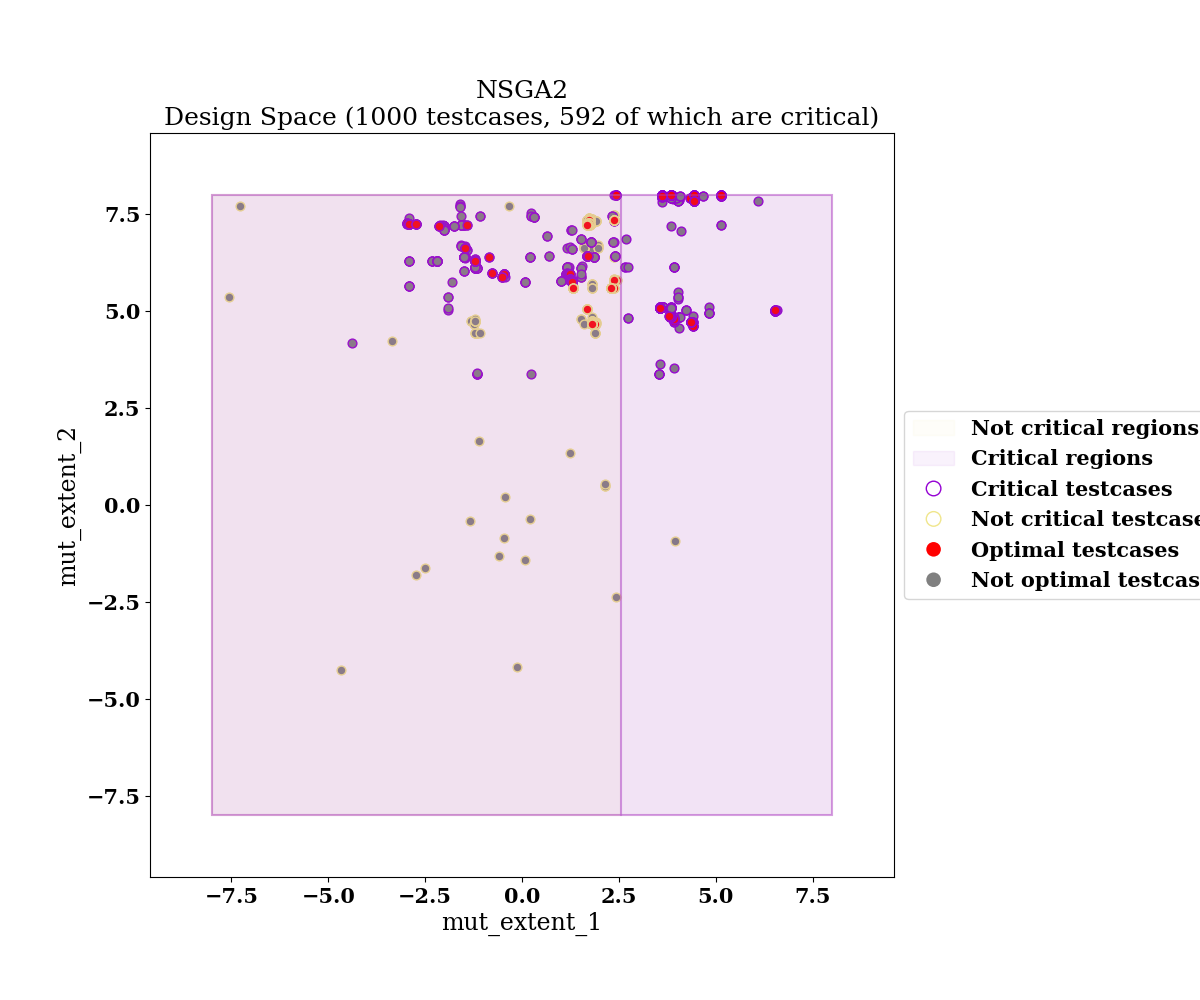 NSGA2
Design Space (1000 testcases, 592 of which are critical)
7.5
5.0
2.5
0.0
−2.5
−5.0
−7.5
mut_extent_2
−7.5 −5.0 −2.5 0.0 2.5 5.0 7.5
mut_extent_1
Not critical regions
Critical regions
Critical testcases
Not critical testcase
Optimal testcases
Not optimal testcas